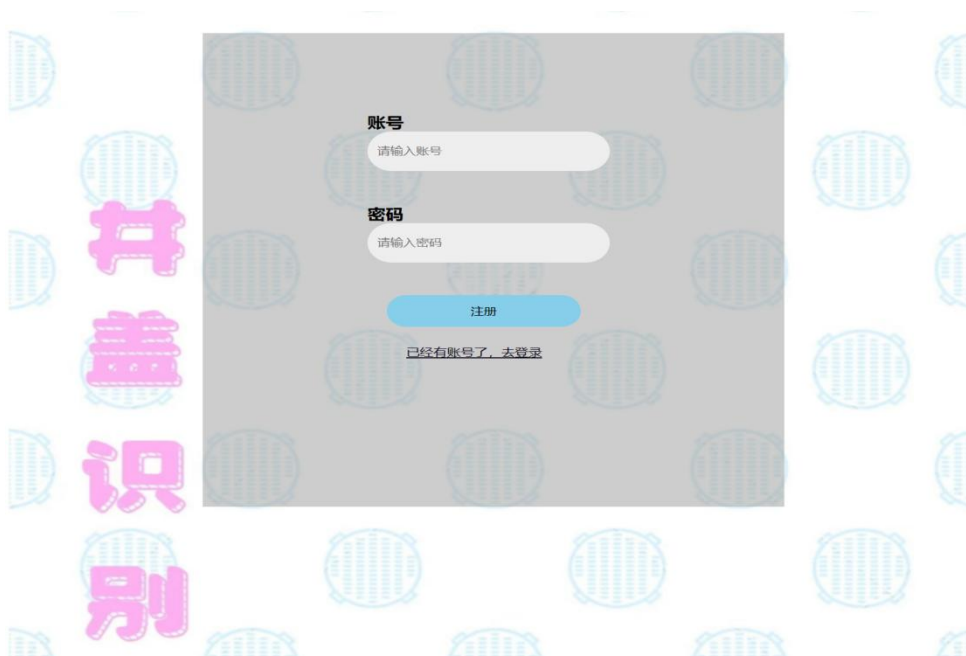 井盖识别
账号
请输入账号
密码
请输入密码
注册
已经有账号了，去登录